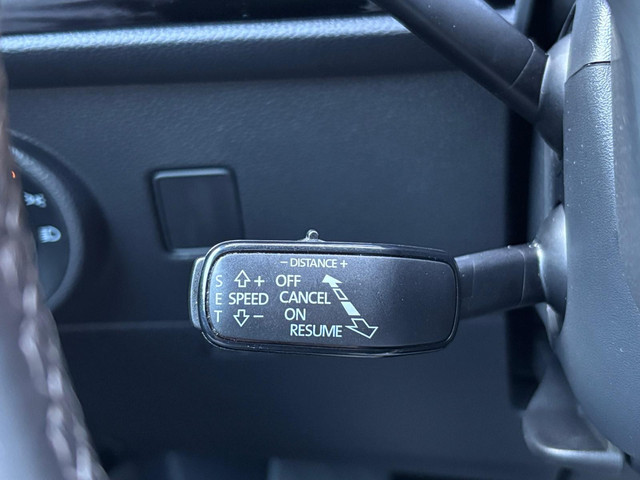 - DISTANCE +
S + OFF
E SPEED CANCEL
T - ON
RESUME